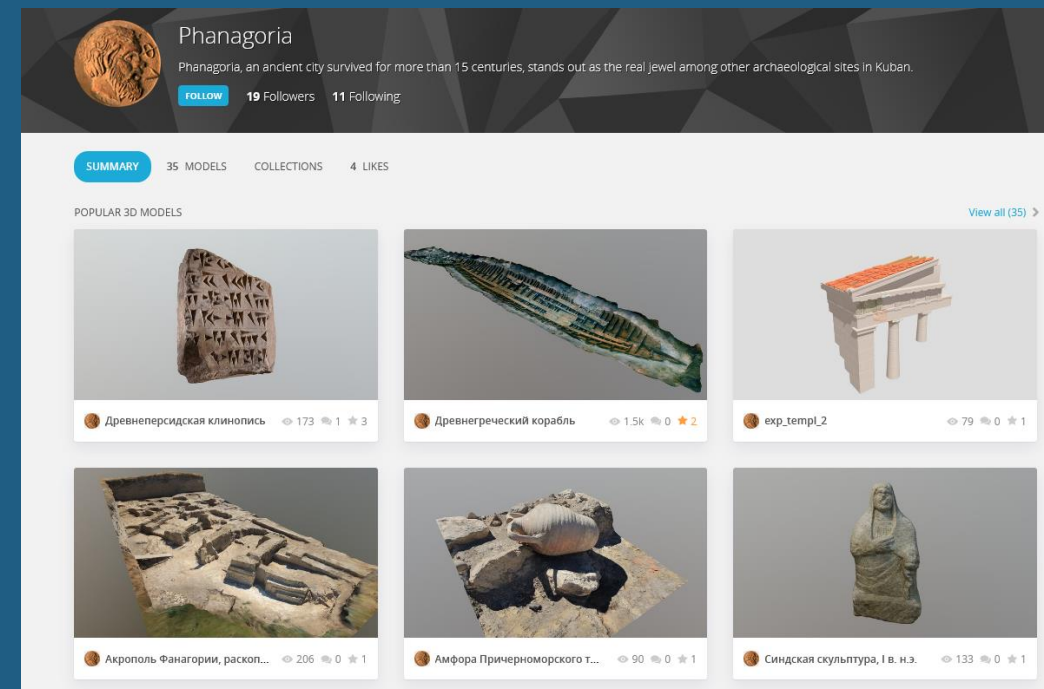 Phanagoria
Phanagoria, an ancient city survived for more than 15 centuries, stands out as the real jewel among other archaeological sites in Kuban.
FOLLOW 19 Followers 11 Following
SUMMARY 35 MODELS COLLECTIONS 4 LIKES
POPULAR 3D MODELS View all (35)
Древнеперсидская клинопись 173 1 3
Древнегреческий корабль 1.5k 0 2
exp_templ_2 79 0 1
Акрополь Фанагории, раскоп... 206 0 1
Амфора Причерноморского т... 90 0 1
Синдская скульптура, I в. н.э. 133 0 1